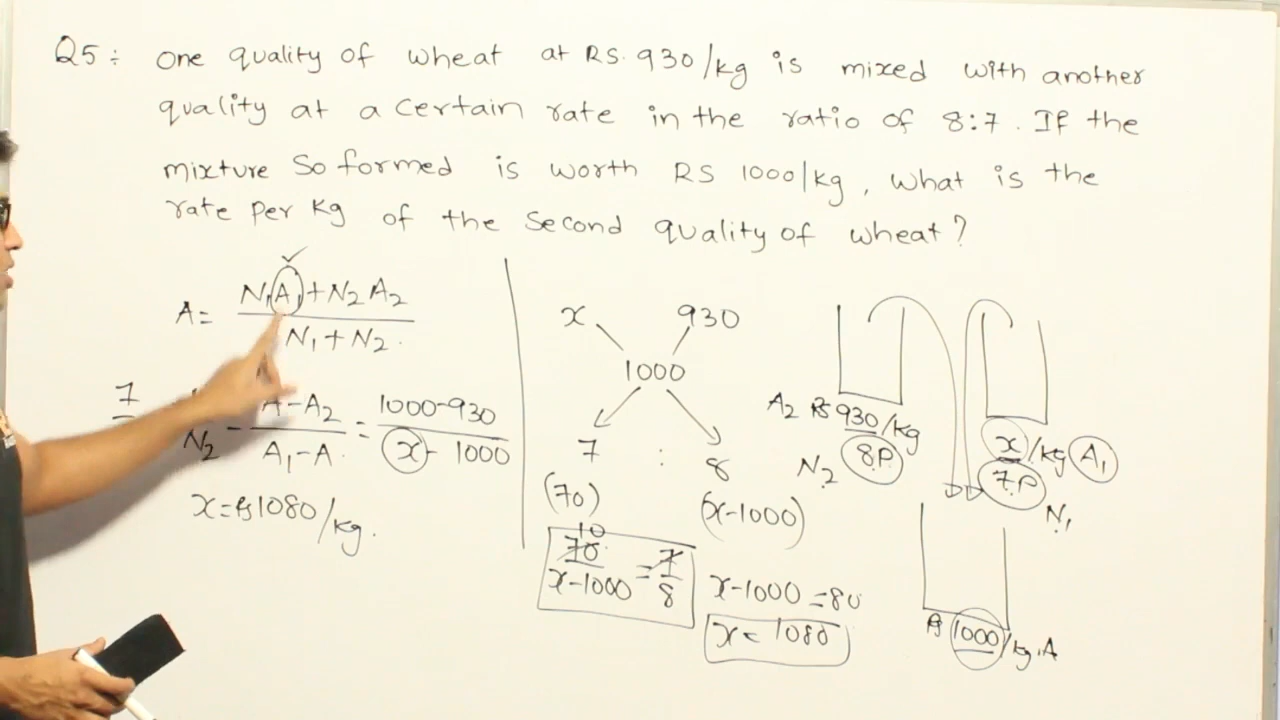 Q5 : One quality of wheat at RS. 930/kg is mixed with another
quality at a certain rate in the ratio of 8:7. If the
mixture so formed is worth RS 1000/kg, what is the
rate per kg of the second quality of wheat?
A = (N₁A₁ + N₂A₂) / (N₁ + N₂)
7
N₂ A - A₂ / A₁ - A = 1000-930 / x - 1000
x = ₨1080/kg.
x 930
1000
7 : 8
(70) (x-1000)
10
70 / x-1000 = 7 / 8
x-1000 = 80
x = 1080
A₂ ₨ 930/kg
N₂ 8P
x/kg A₁
7P N₁
₨ 1000/kg. A